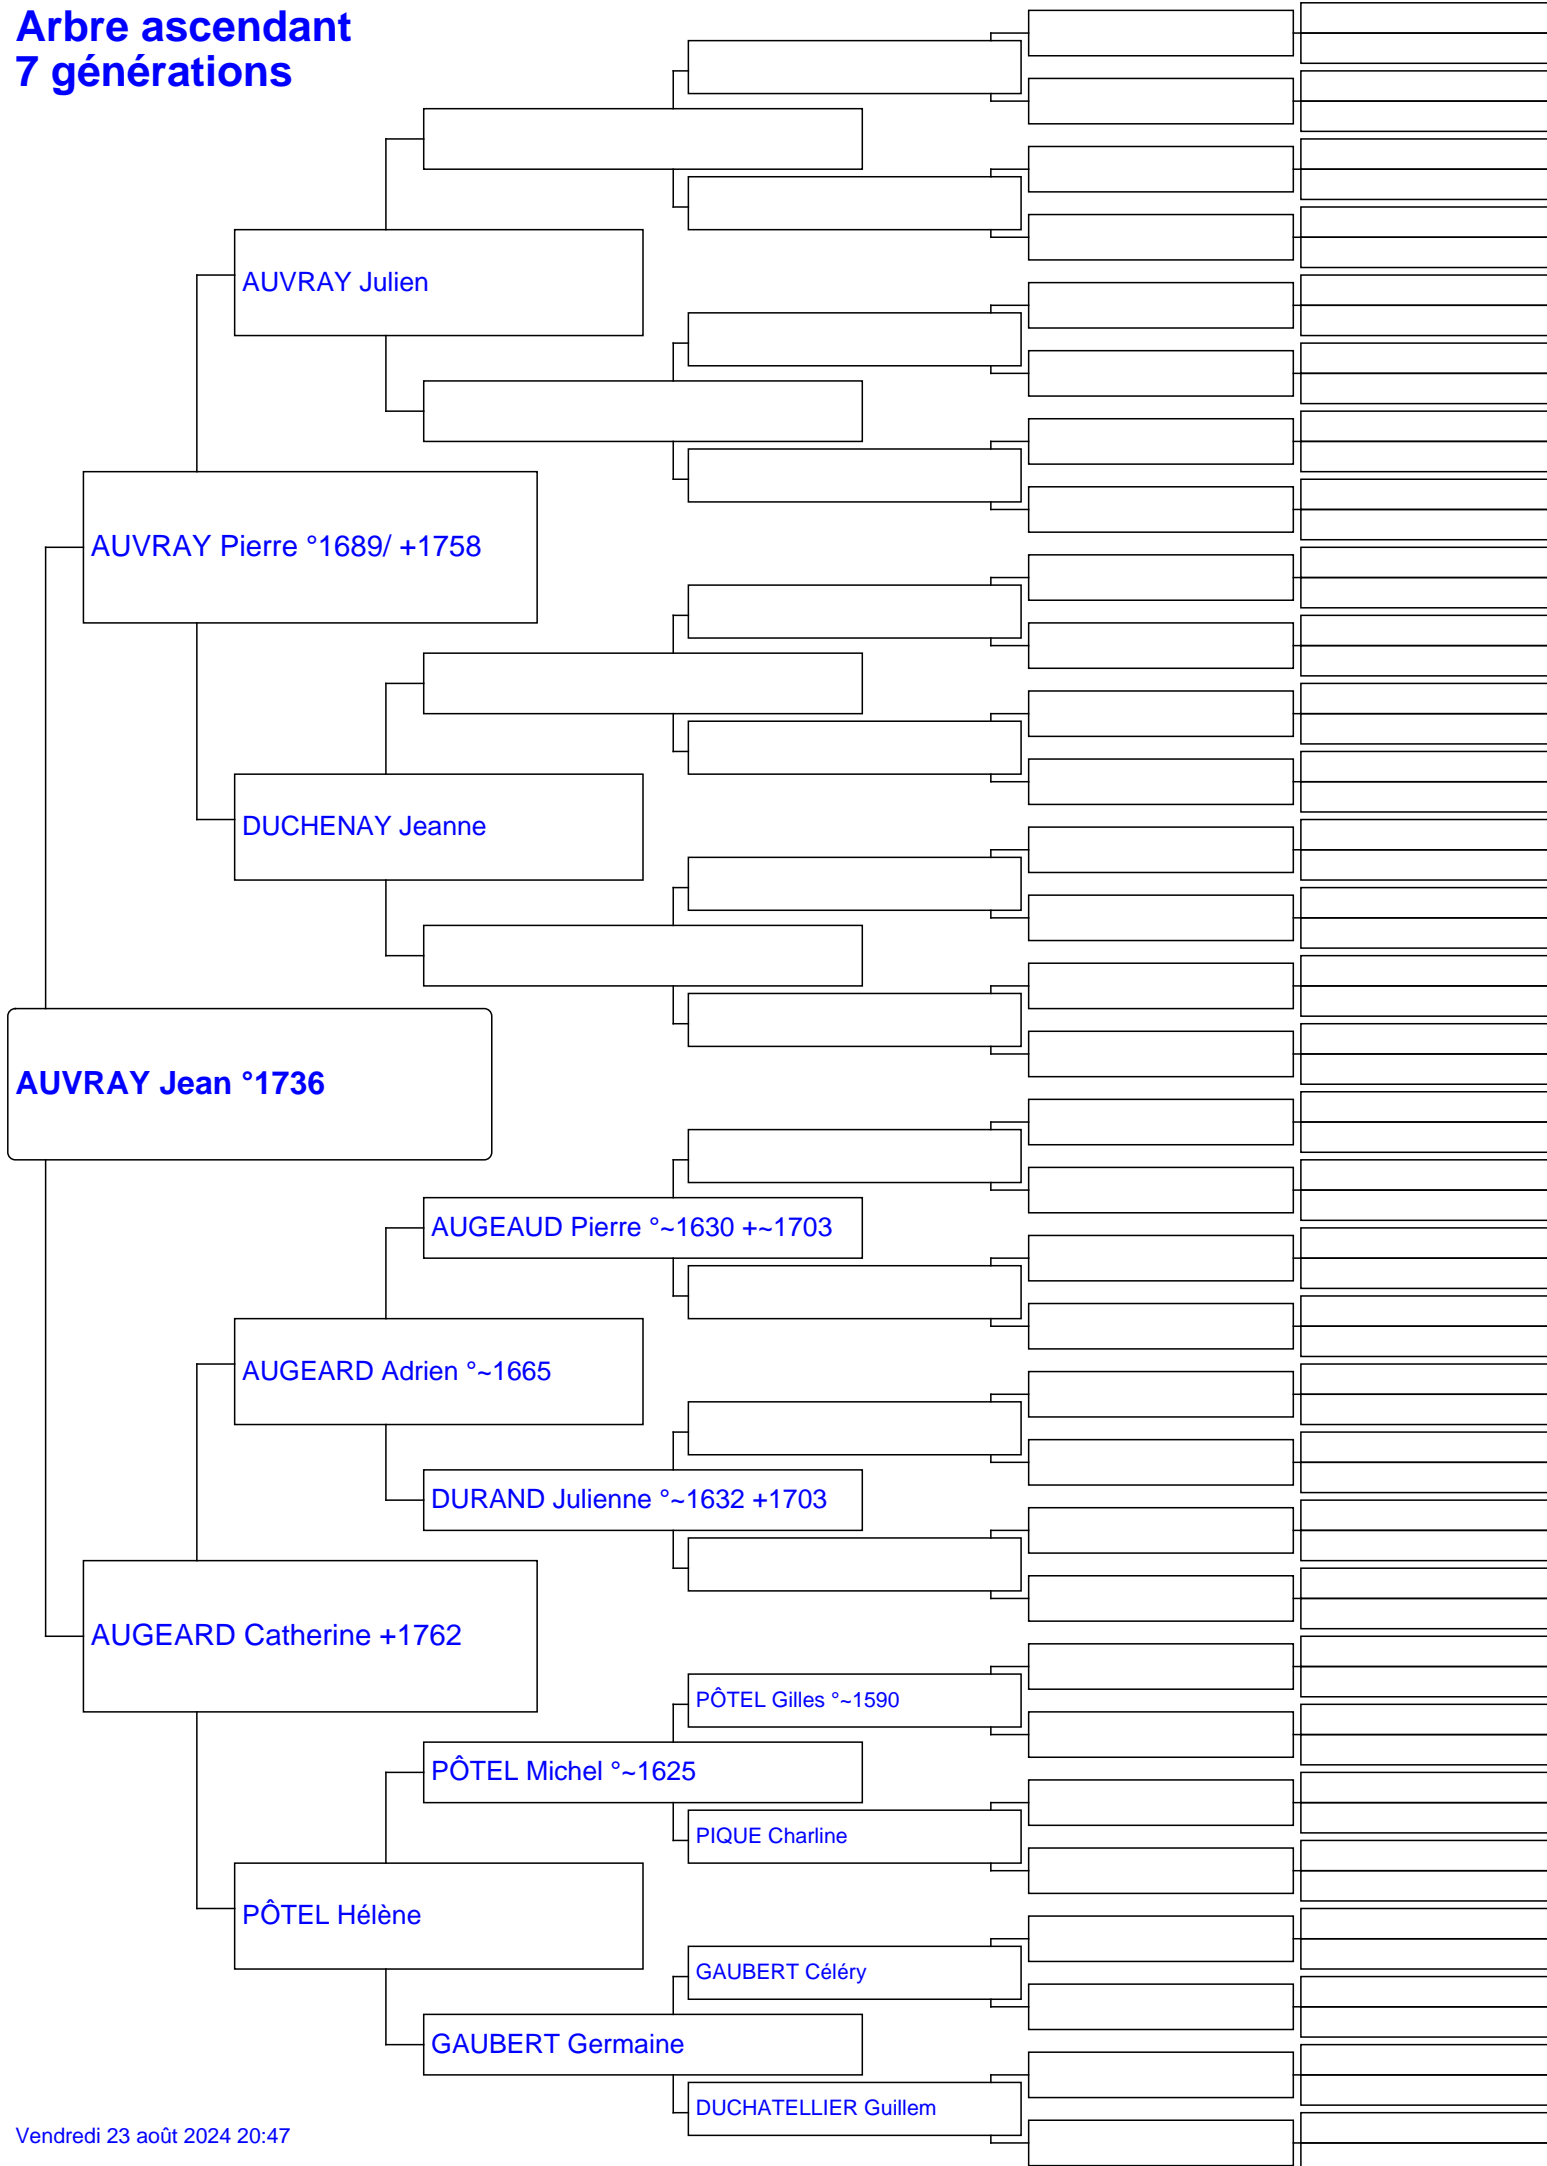 Arbre ascendant
7 générations
AUVRAY Julien
AUVRAY Pierre °1689/ +1758
DUCHENAY Jeanne
AUVRAY Jean °1736
AUGEAUD Pierre °~1630 +~1703
AUGEARD Adrien °~1665
DURAND Julienne °~1632 +1703
AUGEARD Catherine +1762
PÔTEL Gilles °~1590
PÔTEL Michel °~1625
PIQUE Charline
PÔTEL Hélène
GAUBERT Céléry
GAUBERT Germaine
DUCHATELLIER Guillem
Vendredi 23 août 2024 20:47